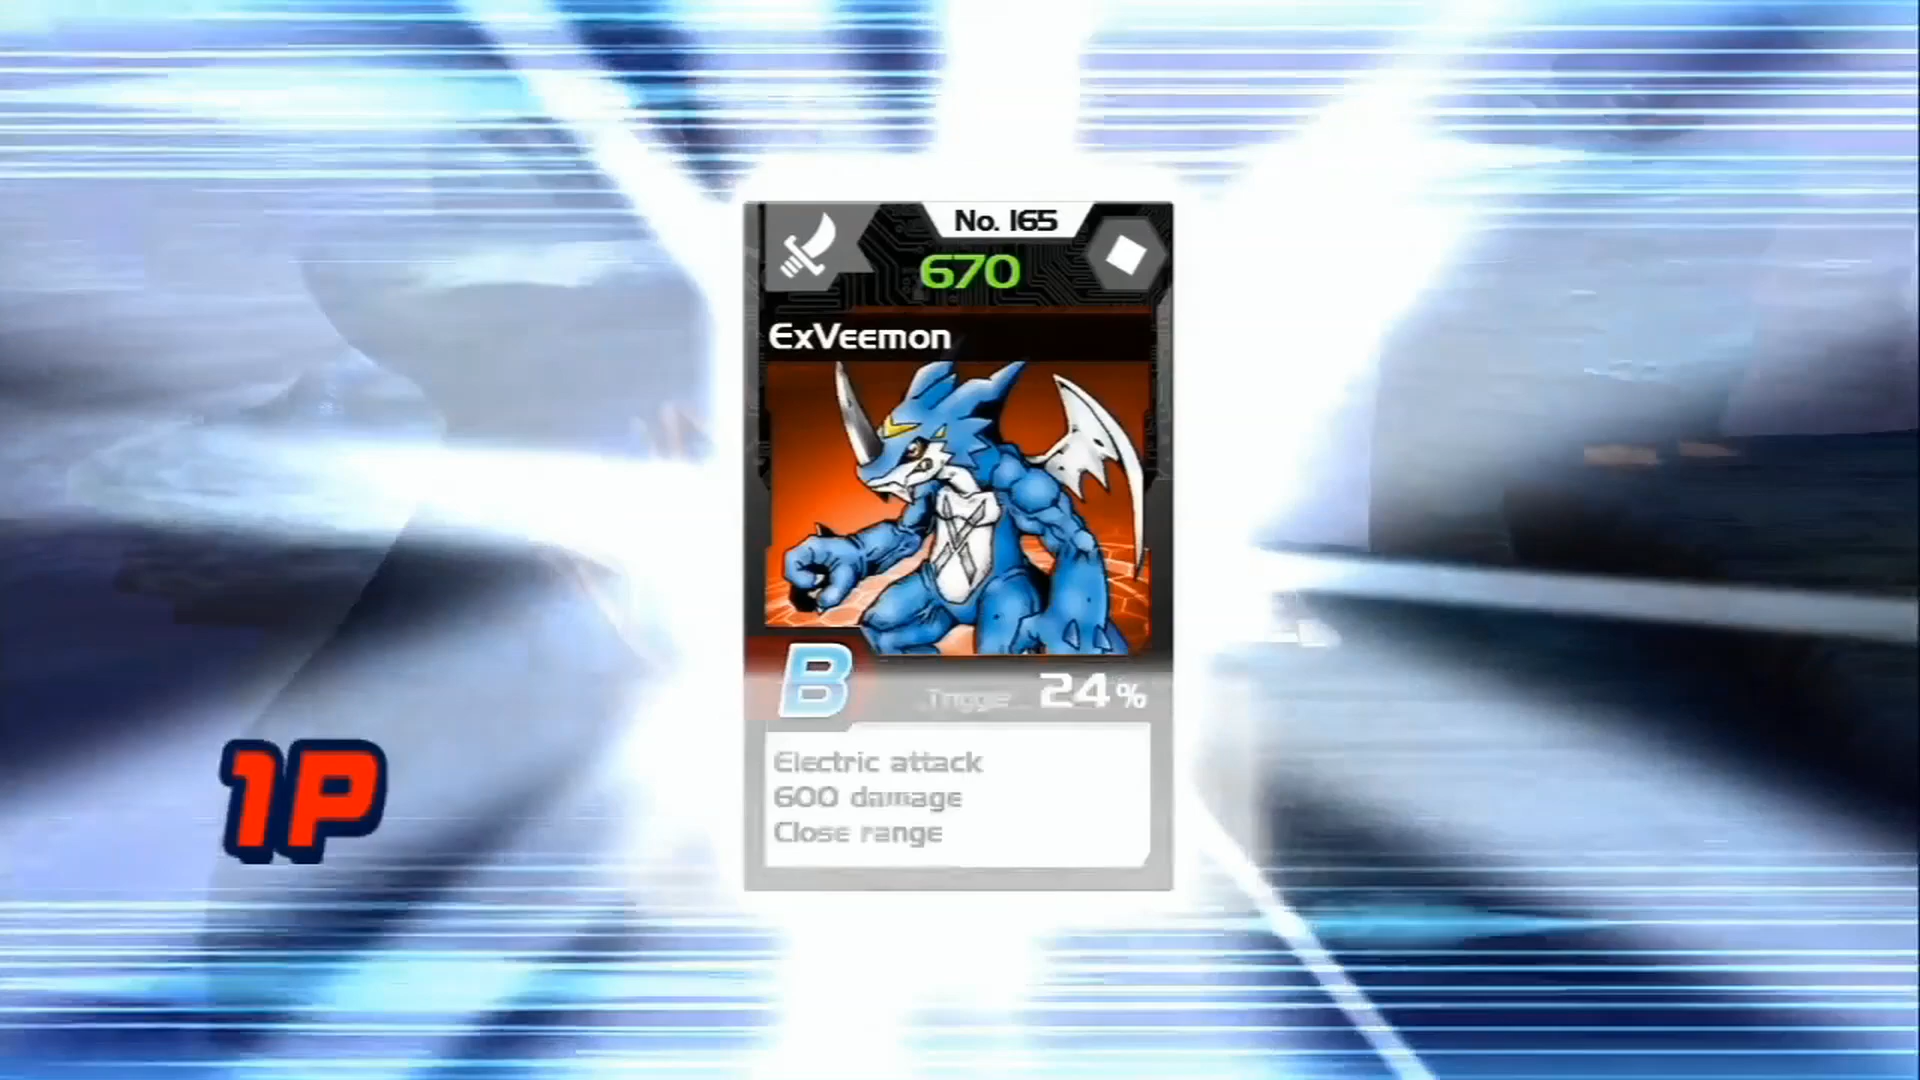 No. 165
670
ExVeemon
B
24%
Electric attack
600 damage
Close range
1P